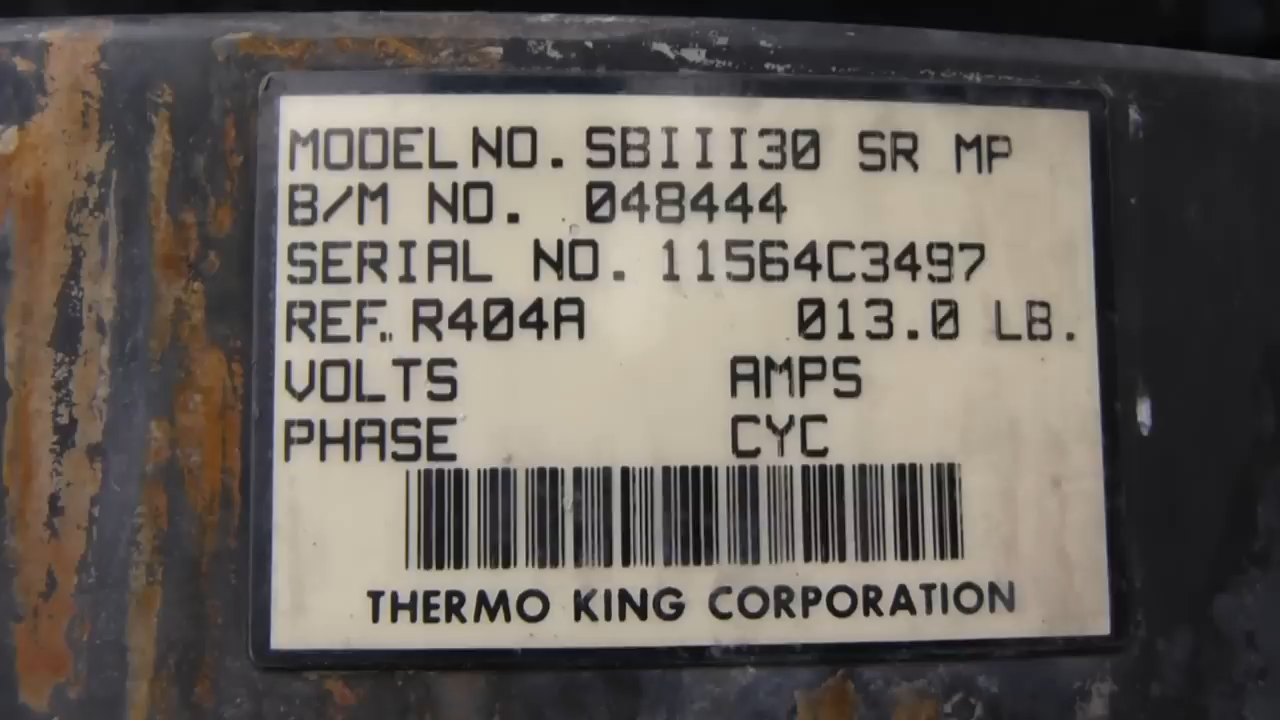 MODEL NO. SBIII30 SR MP
B/M NO. 048444
SERIAL NO. 11564C3497
REF. R404A 013.0 LB.
VOLTS AMPS
PHASE CYC
THERMO KING CORPORATION